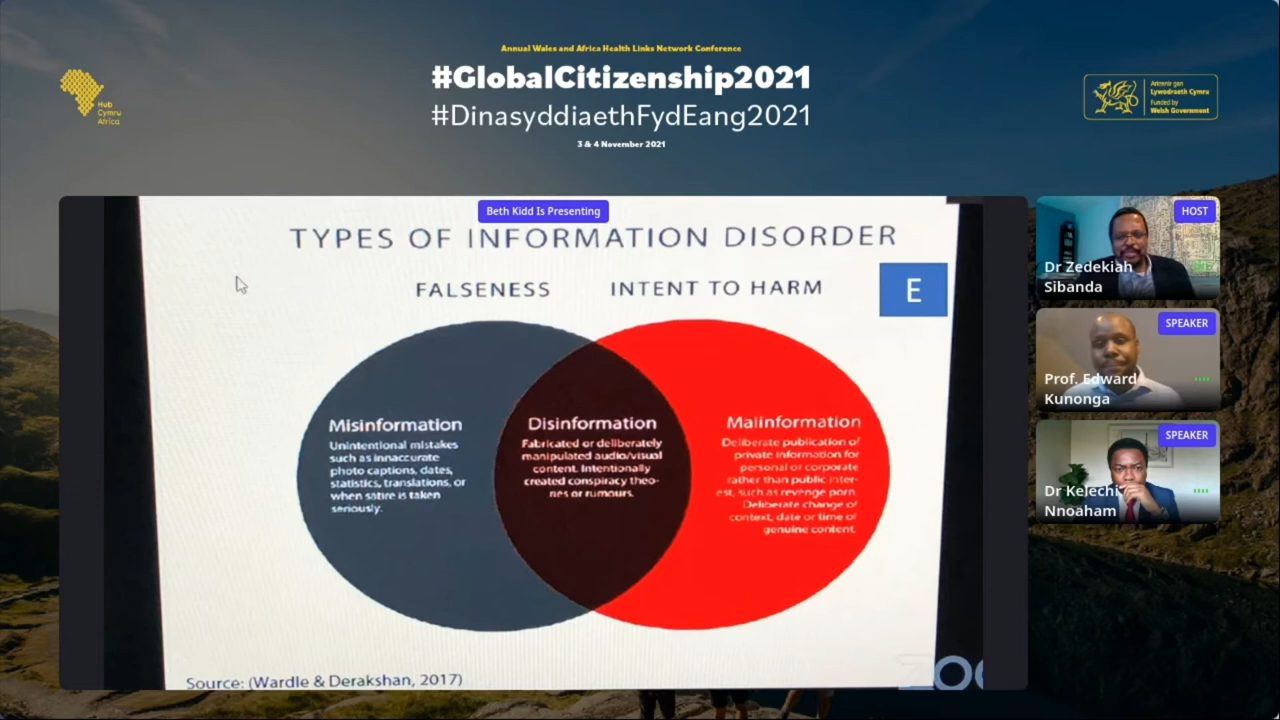 Annual Wales and Africa Health Links Network Conference
#GlobalCitizenship2021
#DinasyddiaethFydEang2021
3 & 4 November 2021
Hub
Cymru
Africa
Ariennir gan
Lywodraeth Cymru
Funded by
Welsh Government
Beth Kidd Is Presenting
TYPES OF INFORMATION DISORDER
FALSENESS
INTENT TO HARM
E
Misinformation
Unintentional mistakes
such as innaccurate
photo captions, dates,
statistics, translations, or
when satire is taken
seriously.
Disinformation
Fabricated or deliberately
manipulated audio/visual
content. Intentionally
created conspiracy theo-
ries or rumours.
Malinformation
Deliberate publication of
private information for
personal or corporate
rather than public inter-
est, such as revenge porn.
Deliberate change of
context, date or time of
genuine content.
Source: (Wardle & Derakshan, 2017)
HOST
Dr Zedekiah
Sibanda
SPEAKER
Prof. Edward
Kunonga
SPEAKER
Dr Kelechi
Nnoaham